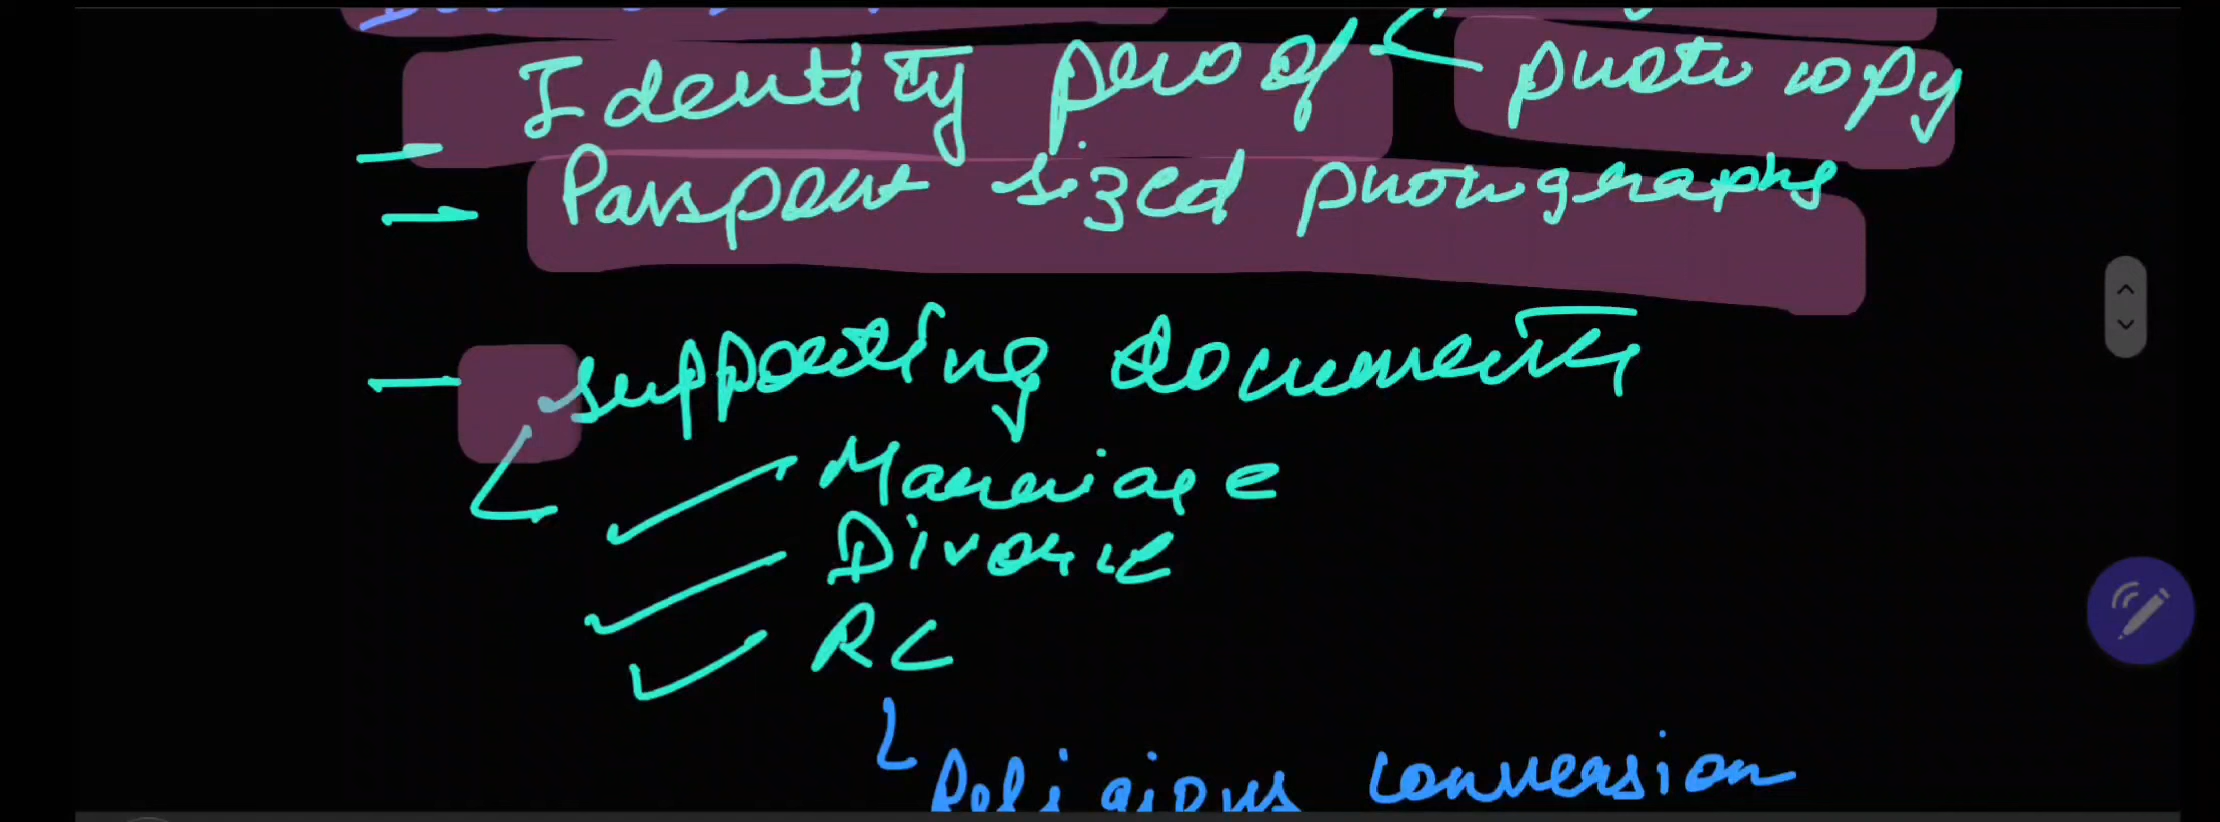 Identity proof photo copy
- Passport sized photographs
- supporting documents
Marriage
Divorce
RC
Religious conversion